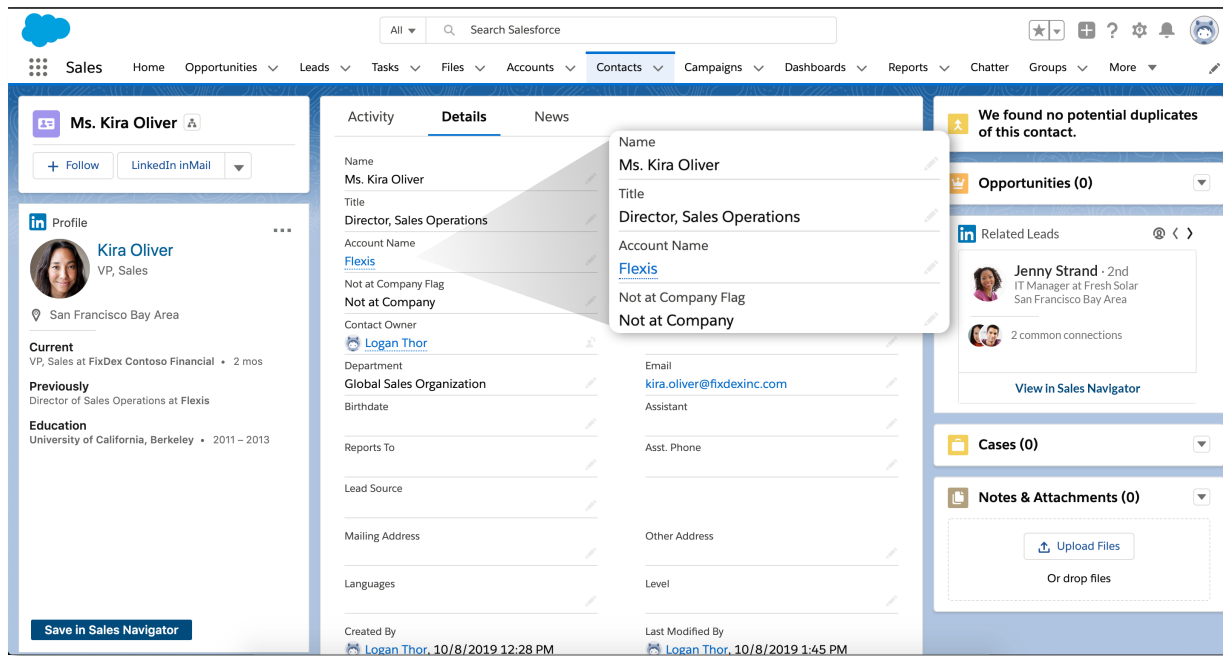 All
Search Salesforce
Sales
Home
Opportunities
Leads
Tasks
Files
Accounts
Contacts
Campaigns
Dashboards
Reports
Chatter
Groups
More
Ms. Kira Oliver
+ Follow
LinkedIn inMail
in Profile
Kira Oliver
VP, Sales
San Francisco Bay Area
Current
VP, Sales at FixDex Contoso Financial • 2 mos
Previously
Director of Sales Operations at Flexis
Education
University of California, Berkeley • 2011 – 2013
Save in Sales Navigator
Activity
Details
News
Name
Ms. Kira Oliver
Title
Director, Sales Operations
Account Name
Flexis
Not at Company Flag
Not at Company
Contact Owner
Logan Thor
Department
Global Sales Organization
Birthdate
Reports To
Lead Source
Mailing Address
Languages
Created By
Logan Thor, 10/8/2019 12:28 PM
Name
Ms. Kira Oliver
Title
Director, Sales Operations
Account Name
Flexis
Not at Company Flag
Not at Company
Email
kira.oliver@fixdexinc.com
Assistant
Asst. Phone
Other Address
Level
Last Modified By
Logan Thor, 10/8/2019 1:45 PM
We found no potential duplicates
of this contact.
Opportunities (0)
in Related Leads
Jenny Strand · 2nd
IT Manager at Fresh Solar
San Francisco Bay Area
2 common connections
View in Sales Navigator
Cases (0)
Notes & Attachments (0)
Upload Files
Or drop files